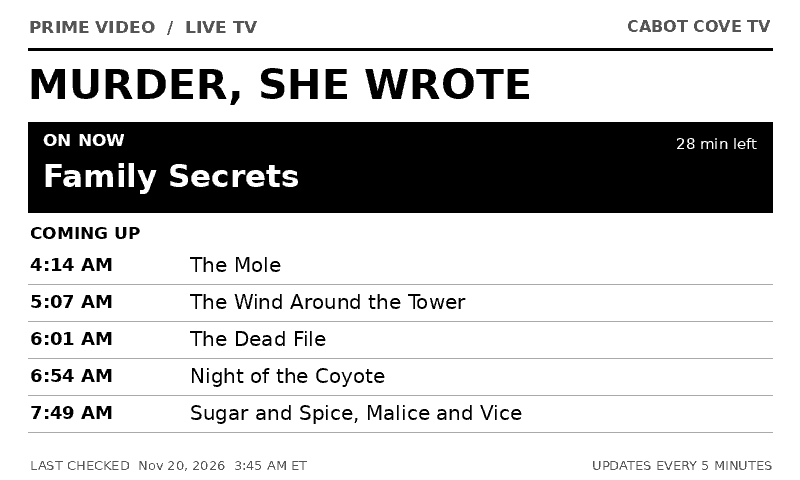 PRIME VIDEO / LIVE TV
CABOT COVE TV
MURDER, SHE WROTE
ON NOW
28 min left
Family Secrets
COMING UP
4:14 AM The Mole
5:07 AM The Wind Around the Tower
6:01 AM The Dead File
6:54 AM Night of the Coyote
7:49 AM Sugar and Spice, Malice and Vice
LAST CHECKED Nov 20, 2026 3:45 AM ET
UPDATES EVERY 5 MINUTES